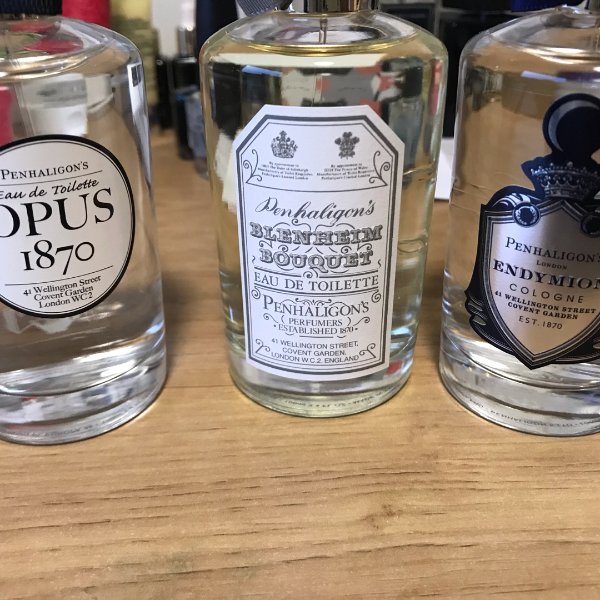 PENHALIGON'S
Eau de Toilette
OPUS
1870
41 Wellington Street
Covent Garden
London WC2
Penhaligon's
BLENHEIM
BOUQUET
EAU DE TOILETTE
PENHALIGON'S
( PERFUMERS )
ESTABLISHED 1870
41 WELLINGTON STREET,
COVENT GARDEN,
LONDON W.C.2. ENGLAND
PENHALIGON'S
LONDON
ENDYMION
COLOGNE
41 WELLINGTON STREET
COVENT GARDEN
EST. 1870